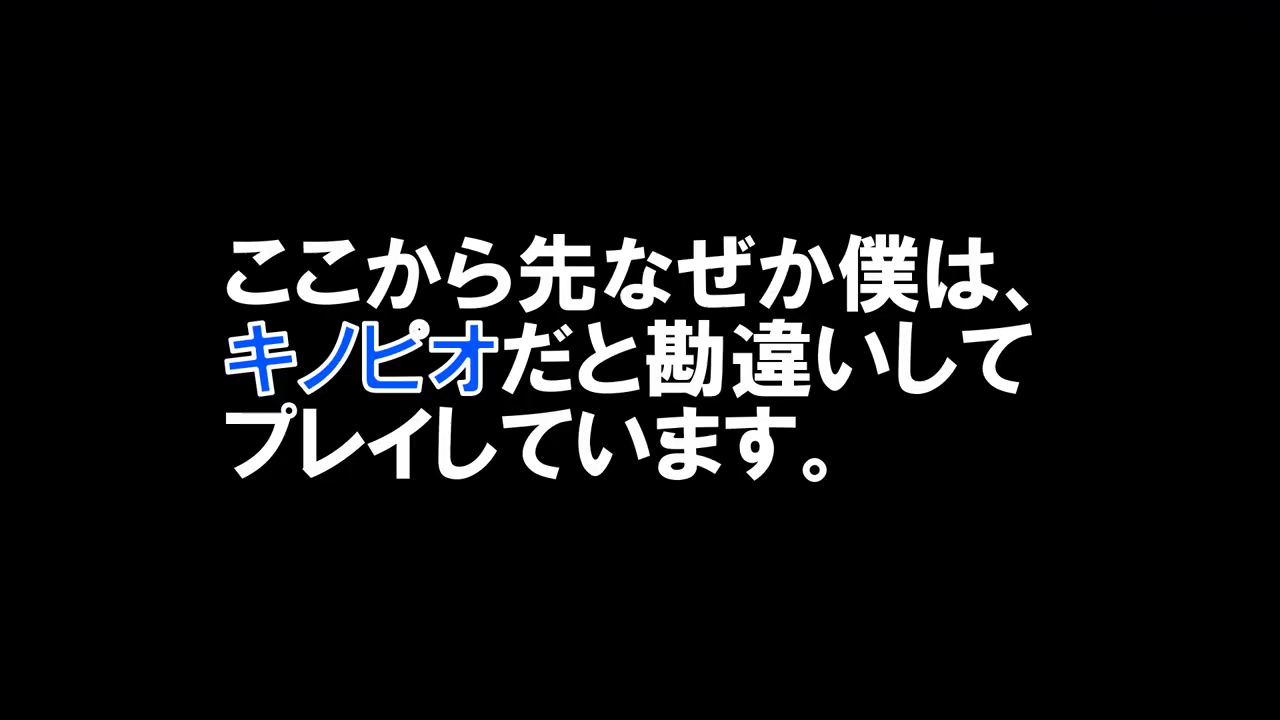 ここから先なぜか僕は、
キノピオだと勘違いして
プレイしています。